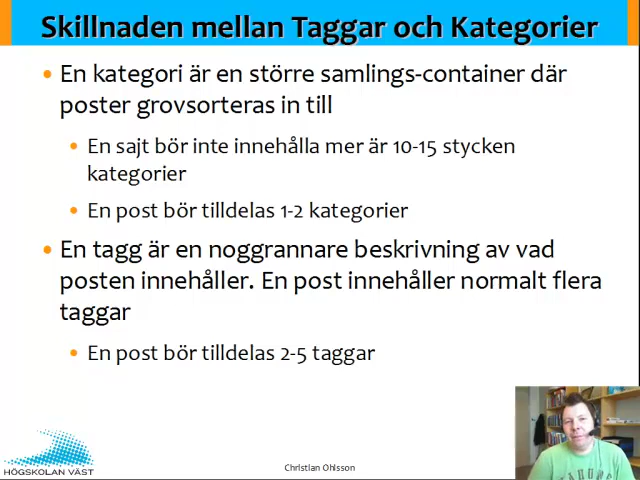 Skillnaden mellan Taggar och Kategorier
• En kategori är en större samlings-container där
poster grovsorteras in till
• En sajt bör inte innehålla mer är 10-15 stycken
kategorier
• En post bör tilldelas 1-2 kategorier
• En tagg är en noggrannare beskrivning av vad
posten innehåller. En post innehåller normalt flera
taggar
• En post bör tilldelas 2-5 taggar
HÖGSKOLAN VÄST
Christian Ohlsson